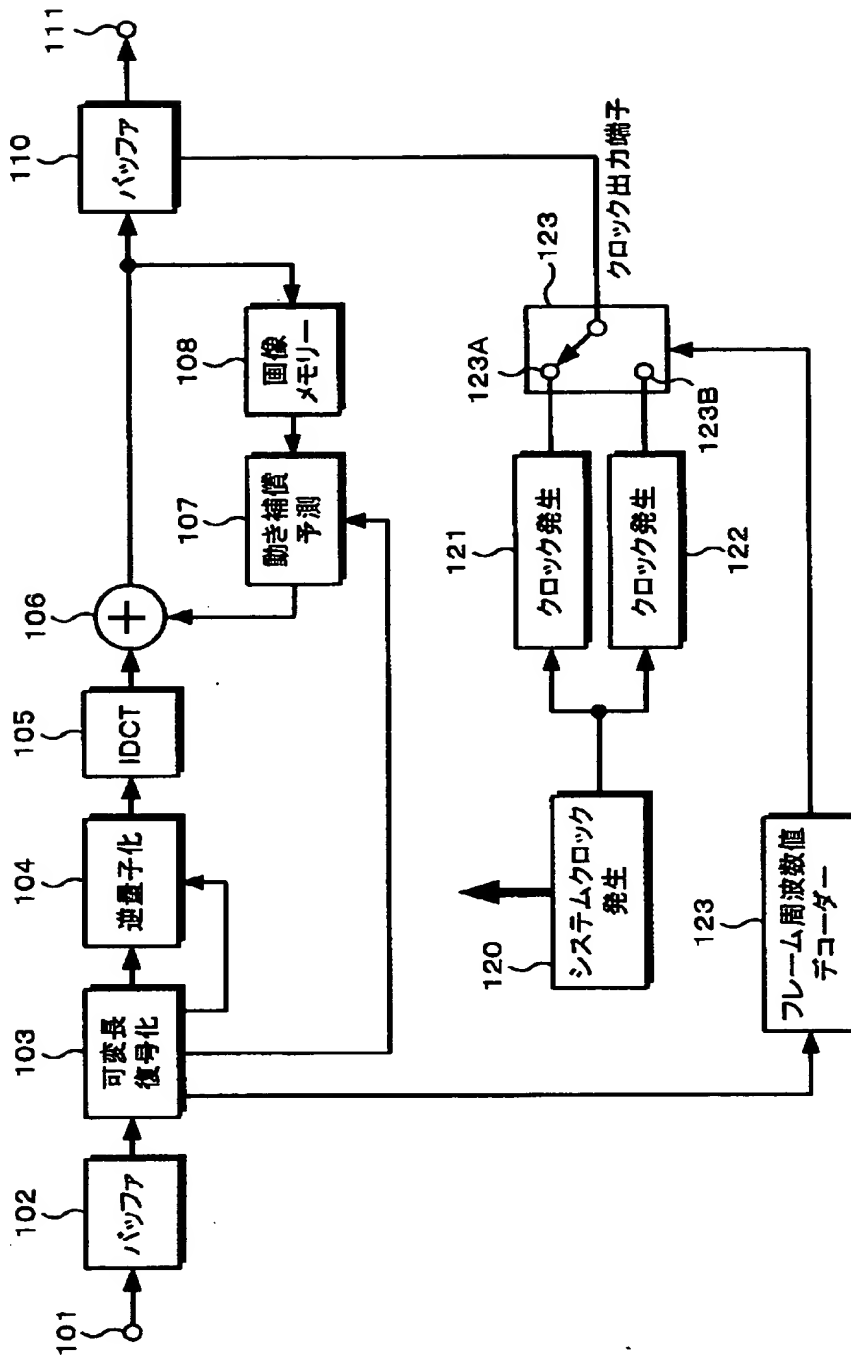 101
102
バッファ
103
可変長
復号化
104
逆量子化
105
IDCT
106
+
107
動き補償
予測
108
画像
メモリー
110
バッファ
111
120
システムクロック
発生
121
クロック発生
122
クロック発生
123A
123B
123
クロック出力端子
123
フレーム周波数値
デコーダー